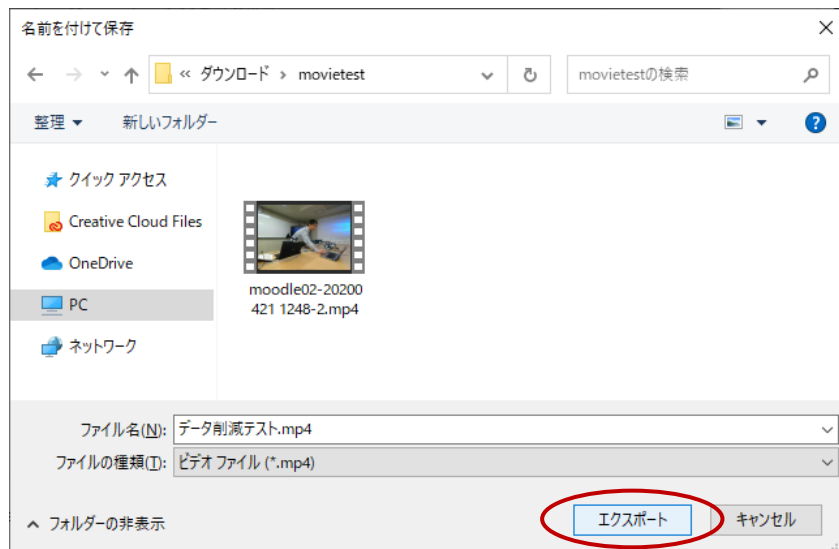 名前を付けて保存
« ダウンロード › movietest
movietestの検索
整理
新しいフォルダー
クイック アクセス
Creative Cloud Files
OneDrive
PC
ネットワーク
moodle02-20200
421 1248-2.mp4
ファイル名(N): データ削減テスト.mp4
ファイルの種類(T): ビデオ ファイル (*.mp4)
フォルダーの非表示
エクスポート
キャンセル